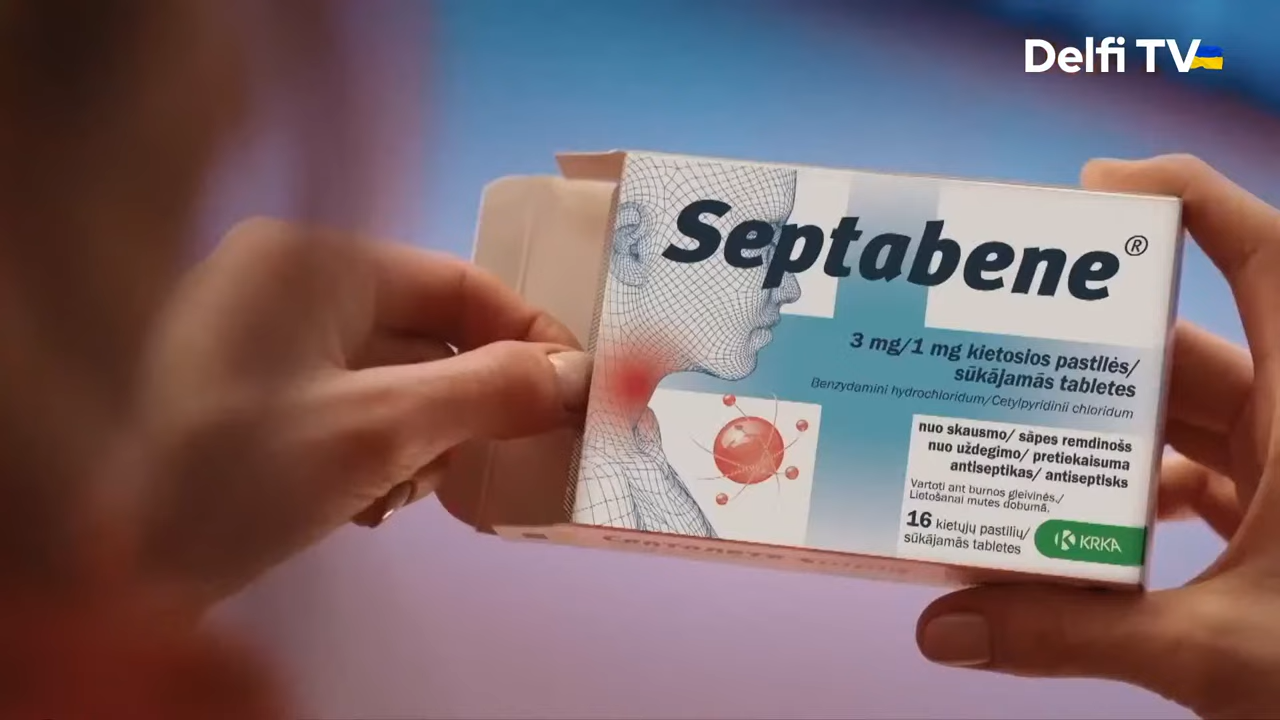 Delfi TV
Septabene®
3 mg/1 mg kietosios pastilės/
sūkājamās tabletes
Benzydamini hydrochloridum/Cetylpyridinii chloridum
nuo skausmo/ sāpes remdinošs
nuo uždegimo/ pretiekaisuma
antiseptikas/ antiseptisks
Vartoti ant burnos gleivinės./
Lietošanai mutes dobumā.
16 kietųjų pastilių/
sūkājamās tabletes
KRKA